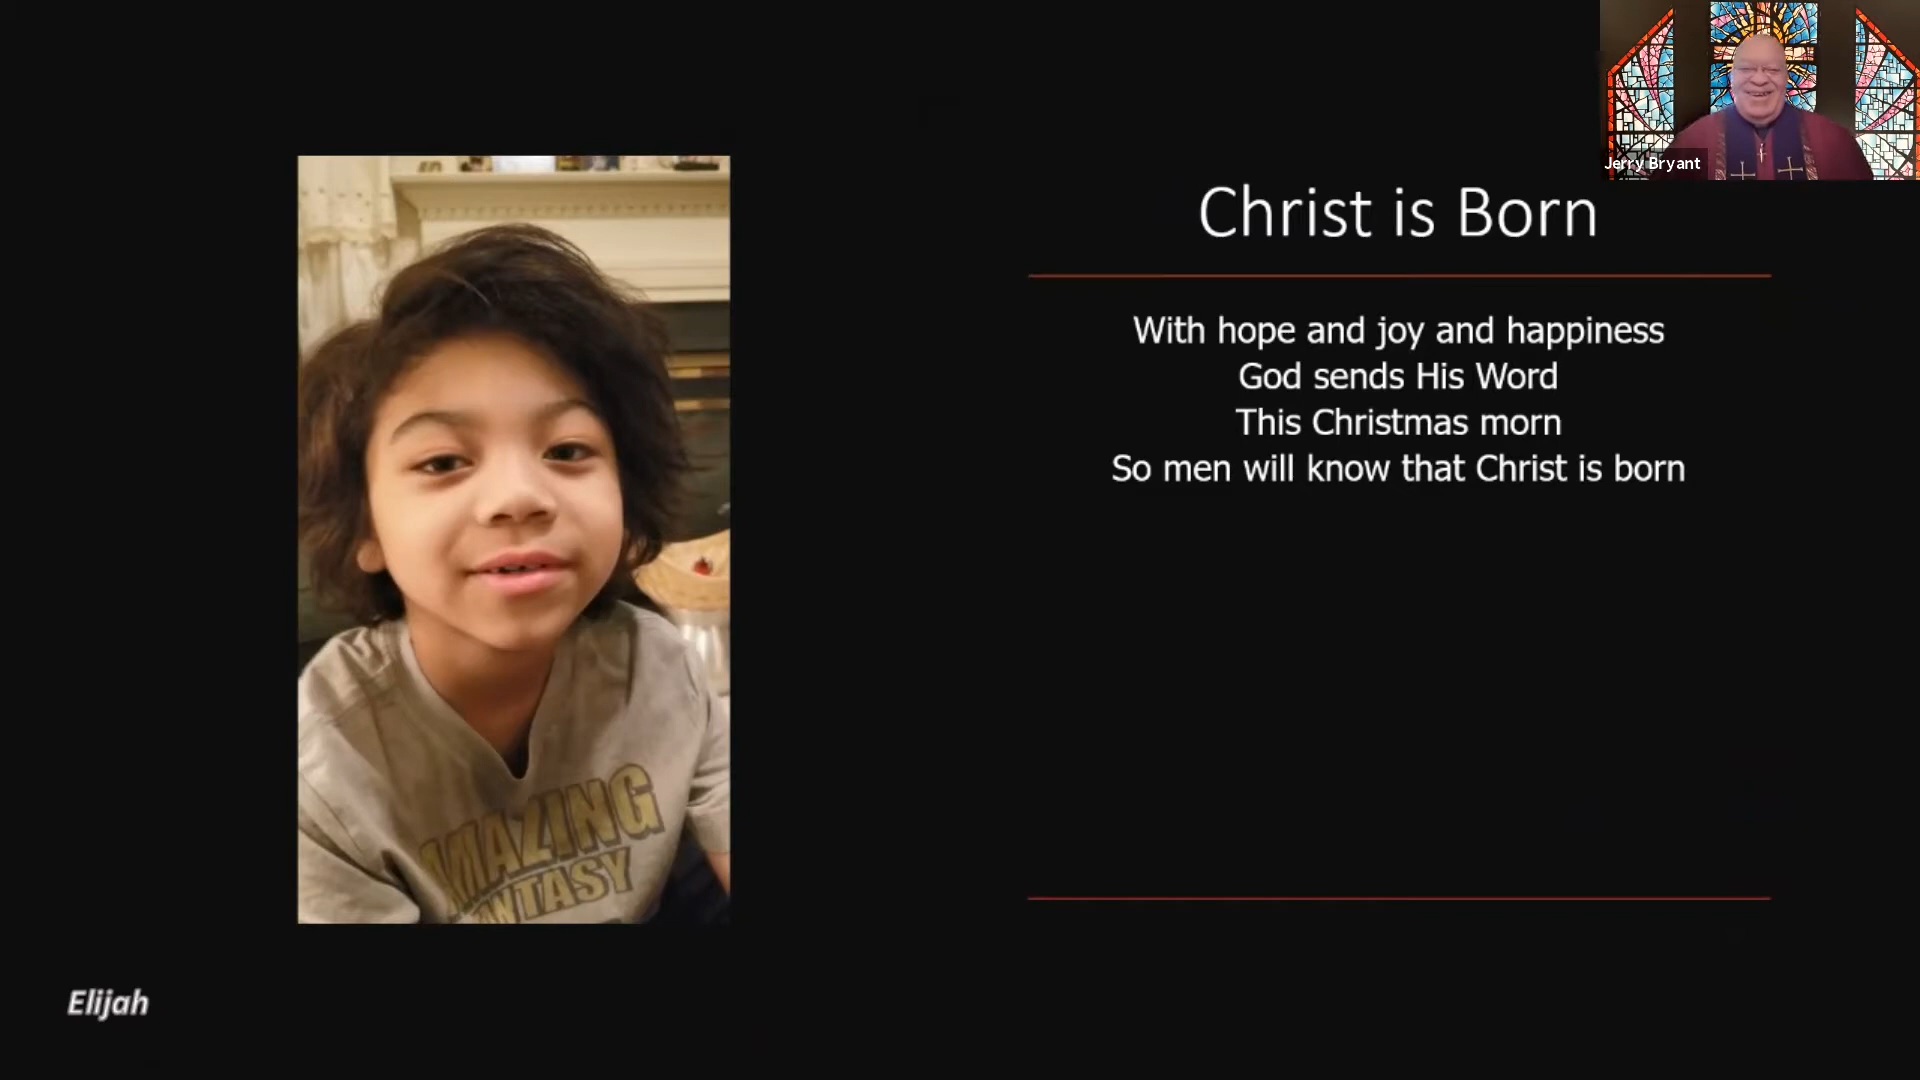 Jerry Bryant
Christ is Born
With hope and joy and happiness
God sends His Word
This Christmas morn
So men will know that Christ is born
AMAZING
Elijah